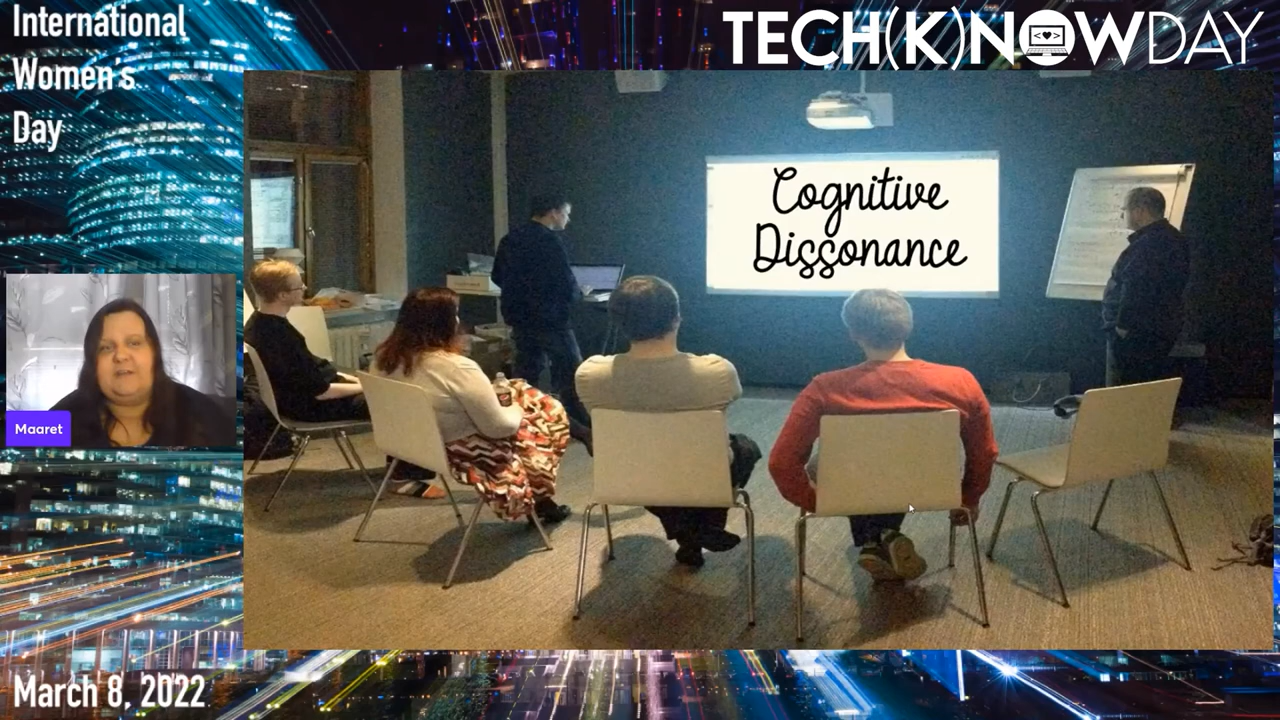 International
Women's
Day
TECH(K)NOWDAY
Cognitive
Dissonance
Maaret
March 8, 2022